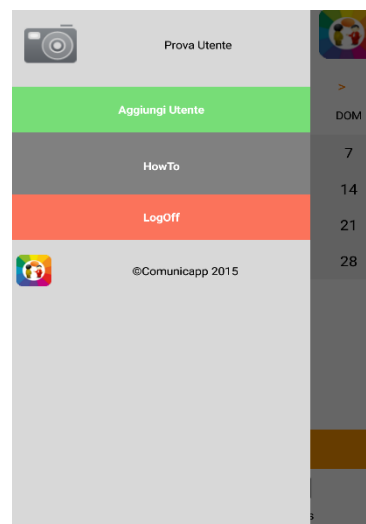 Prova Utente
Aggiungi Utente
HowTo
LogOff
©Comunicapp 2015
>
DOM
7
14
21
28
s